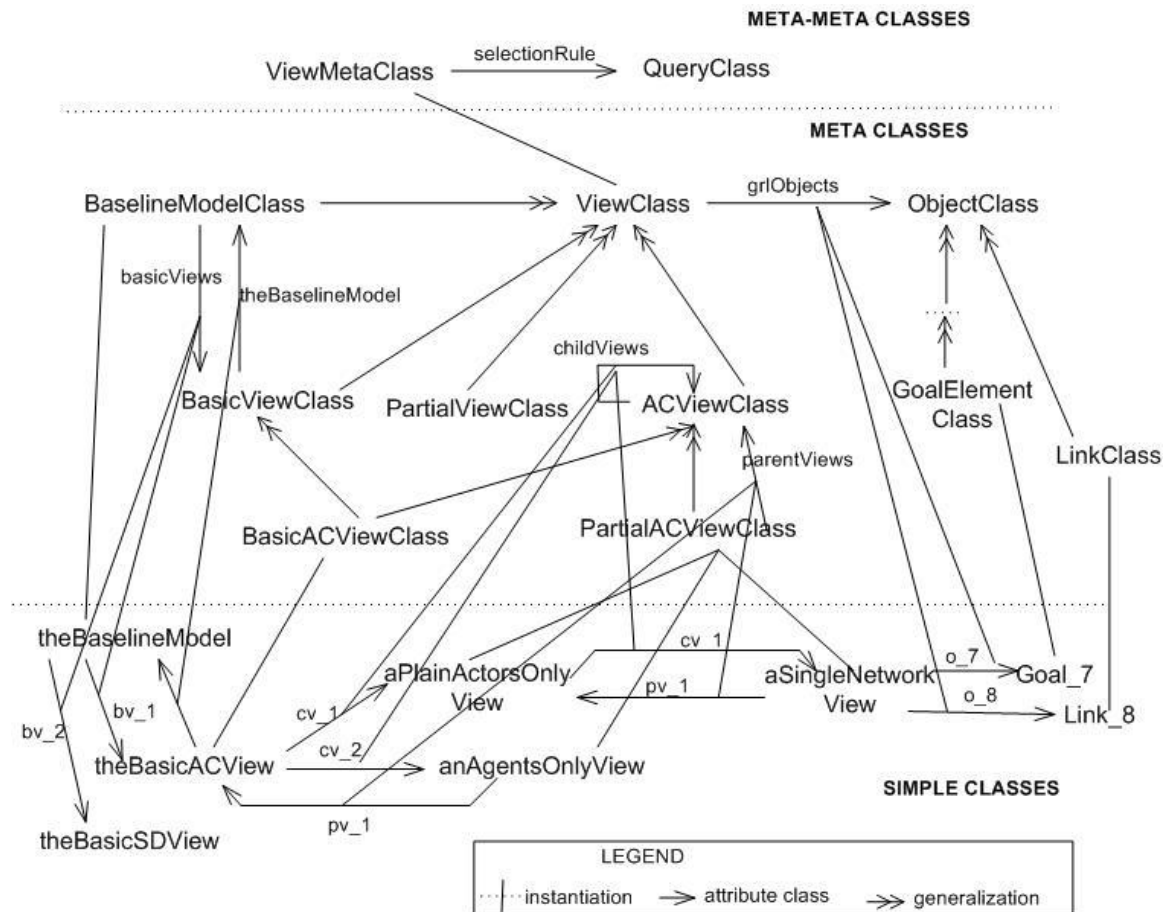 META-META CLASSES
selectionRule
ViewMetaClass
QueryClass
META CLASSES
grlObjects
BaselineModelClass
ViewClass
ObjectClass
basicViews
theBaselineModel
childViews
BasicViewClass
PartialViewClass
ACViewClass
GoalElement
Class
parentViews
LinkClass
BasicACViewClass
PartialACViewClass
theBaselineModel
cv_1
aPlainActorsOnly
View
aSingleNetwork
View
o_7
Goal_7
pv_1
o_8
Link_8
bv_1
bv_2
cv_1
cv_2
theBasicACView
anAgentsOnlyView
SIMPLE CLASSES
pv_1
theBasicSDView
LEGEND
instantiation
attribute class
generalization